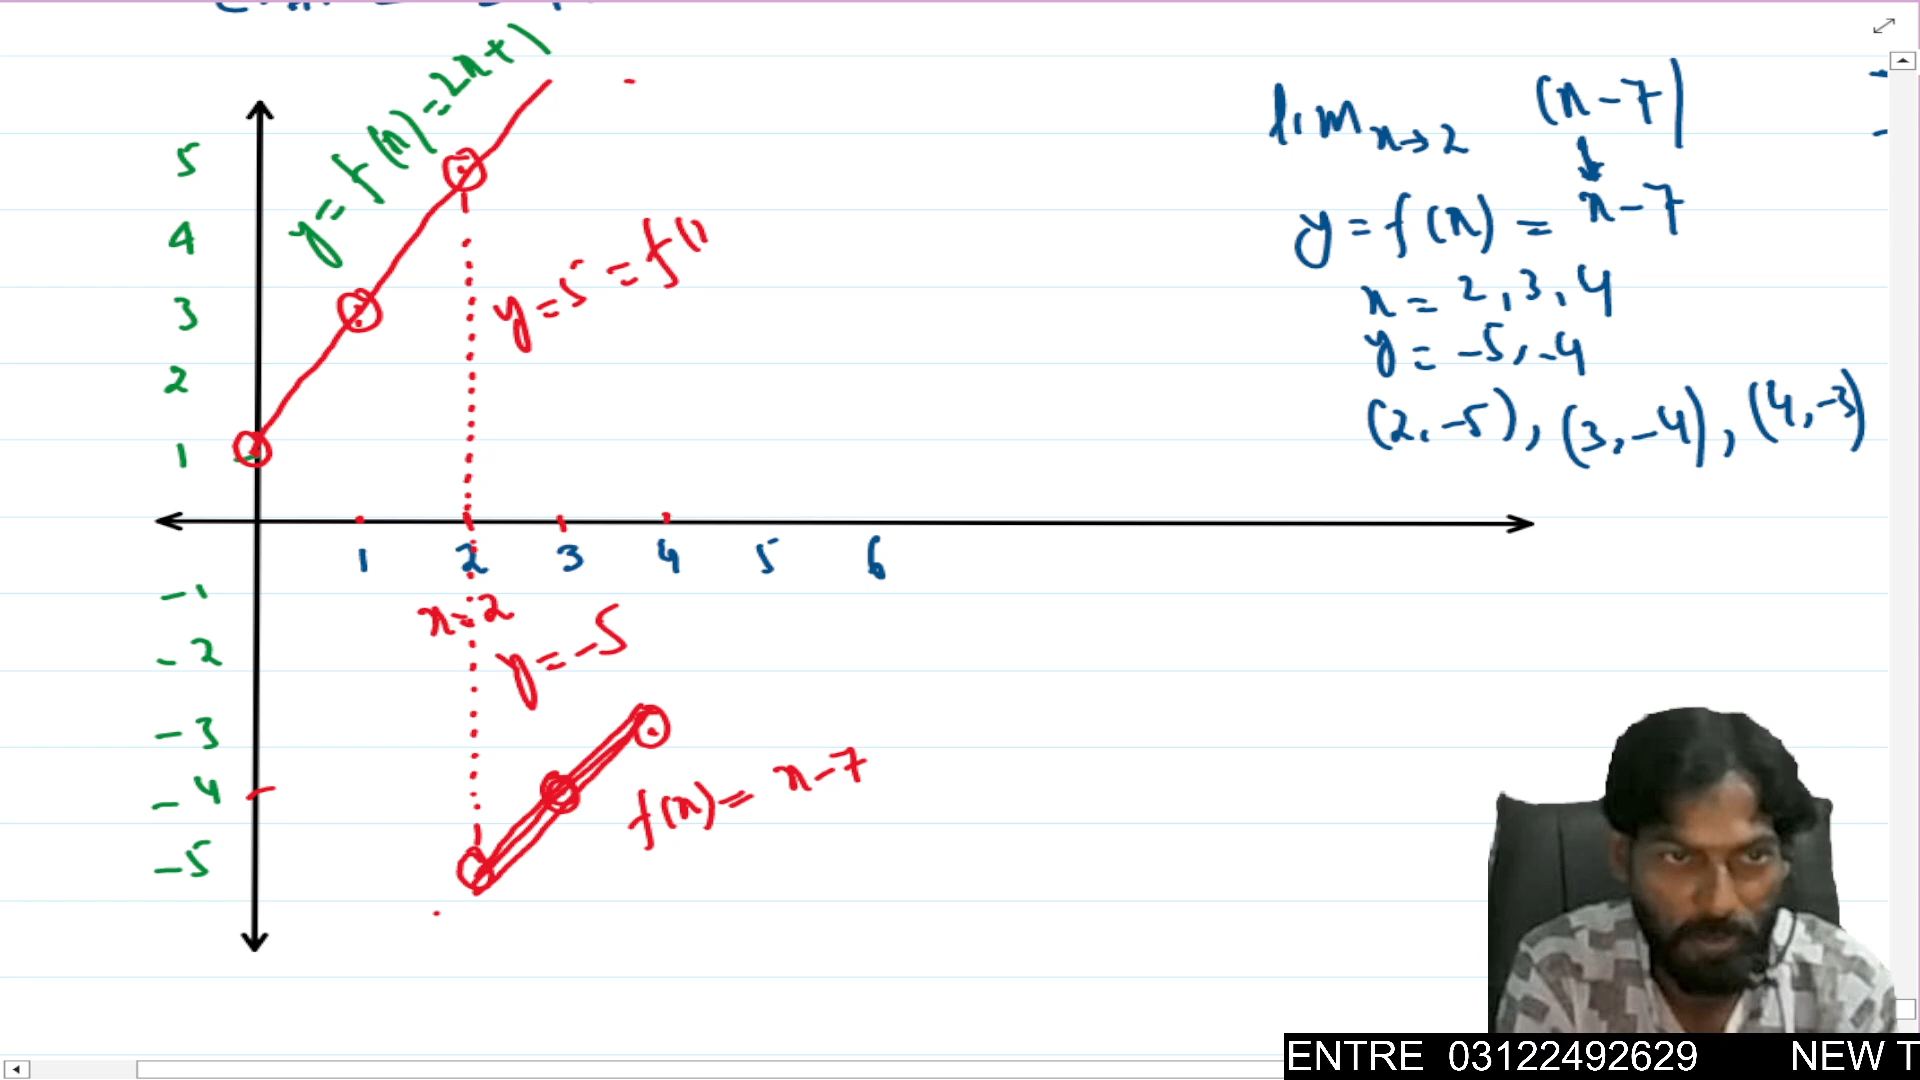 y = f(x) = 2x+1
5
4
3
2
1
y = 5 = f(1
1 2 3 4 5 6
-1
-2
-3
-4
-5
x=2
y = -5
f(x) = x-7
lim x→2 (x-7)
y = f(x) = x-7
x = 2, 3, 4
y = -5, -4
(2,-5), (3,-4), (4,-3)
ENTRE 03122492629 NEW T